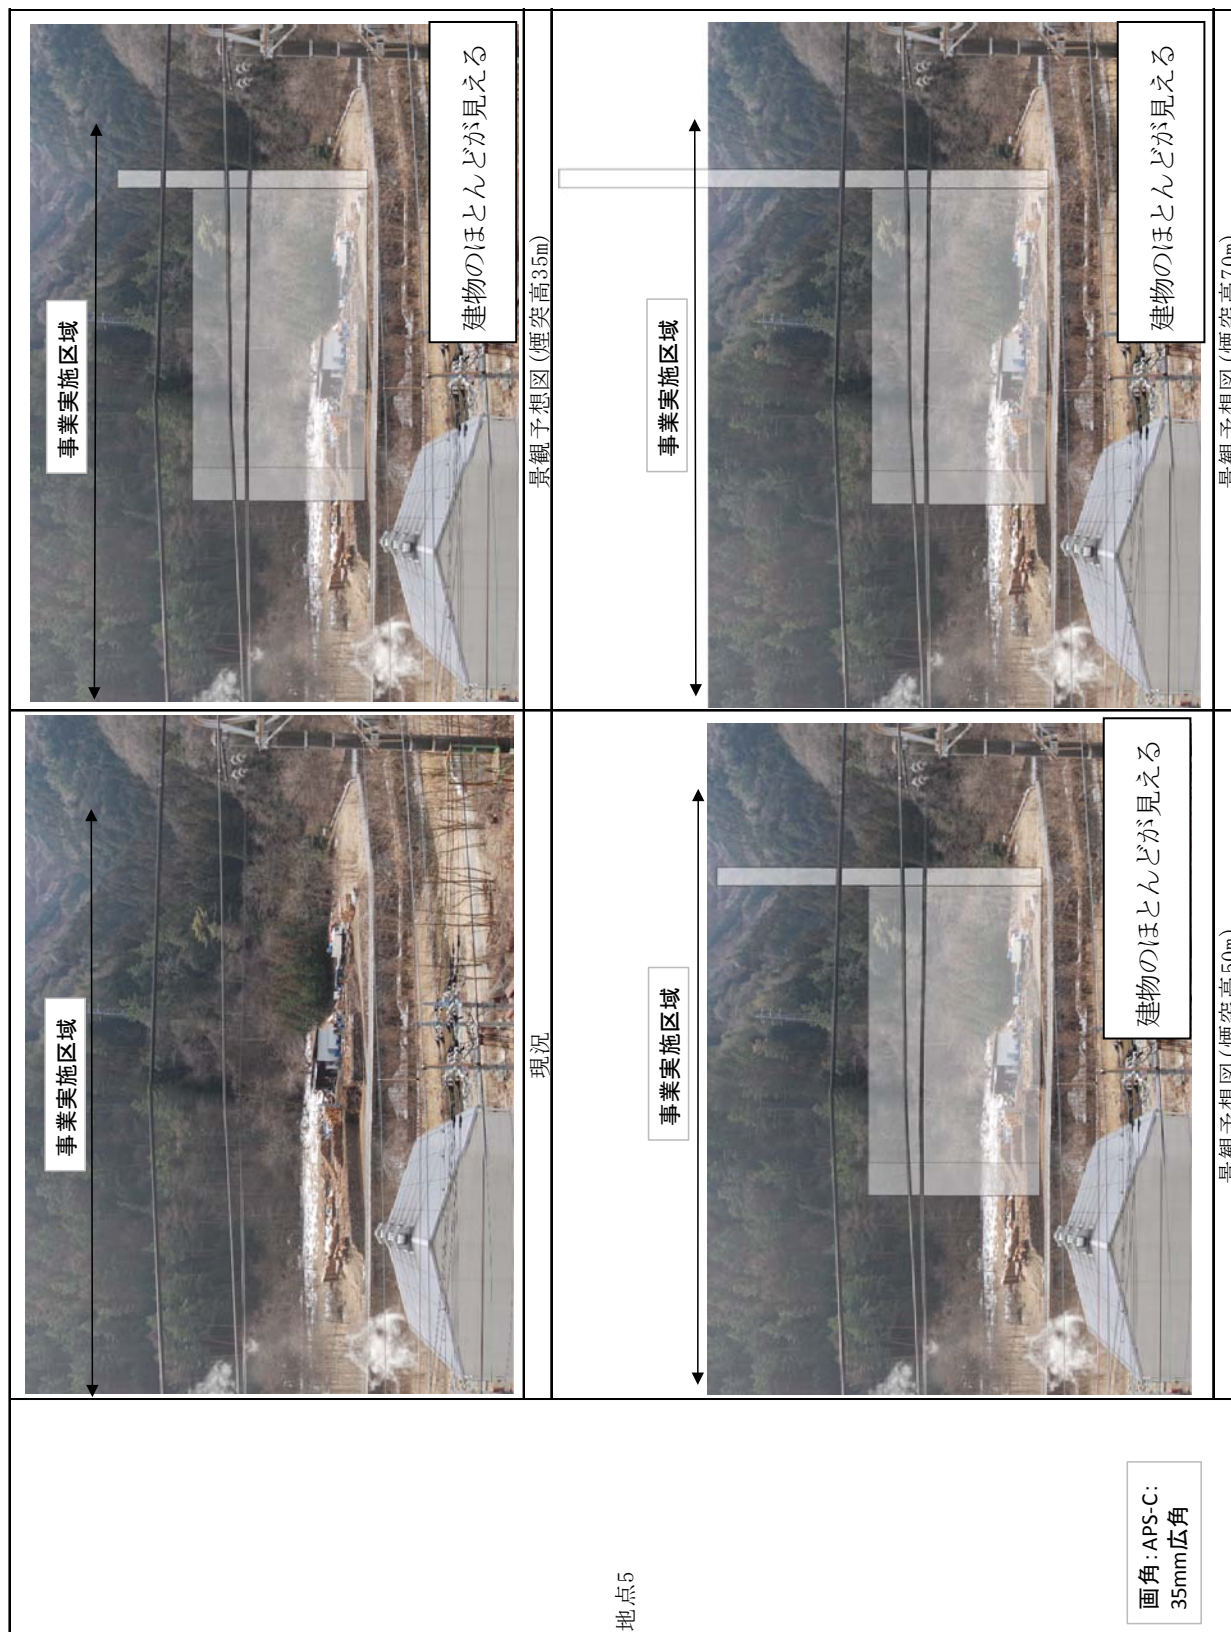 地点5
画角:APS-C:
35mm広角
事業実施区域
現況
事業実施区域
建物のほとんどが見える
景観予想図(煙突高35m)
事業実施区域
建物のほとんどが見える
景観予想図(煙突高50m)
事業実施区域
建物のほとんどが見える
景観予想図(煙突高70m)